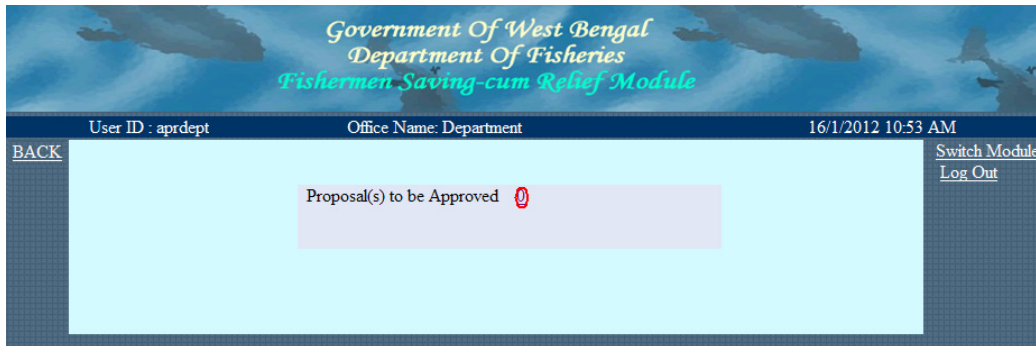 Government Of West Bengal
Department Of Fisheries
Fishermen Saving-cum Relief Module
User ID : aprdept Office Name: Department 16/1/2012 10:53 AM
BACK Switch Module
Log Out
Proposal(s) to be Approved 0